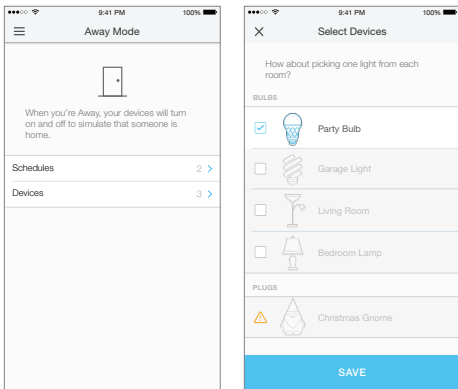 9:41 PM
100%
Away Mode
When you're Away, your devices will turn
on and off to simulate that someone is
home.
Schedules
2
Devices
3
9:41 PM
100%
Select Devices
How about picking one light from each
room?
BULBS
Party Bulb
Garage Light
Living Room
Bedroom Lamp
PLUGS
Christmas Gnome
SAVE